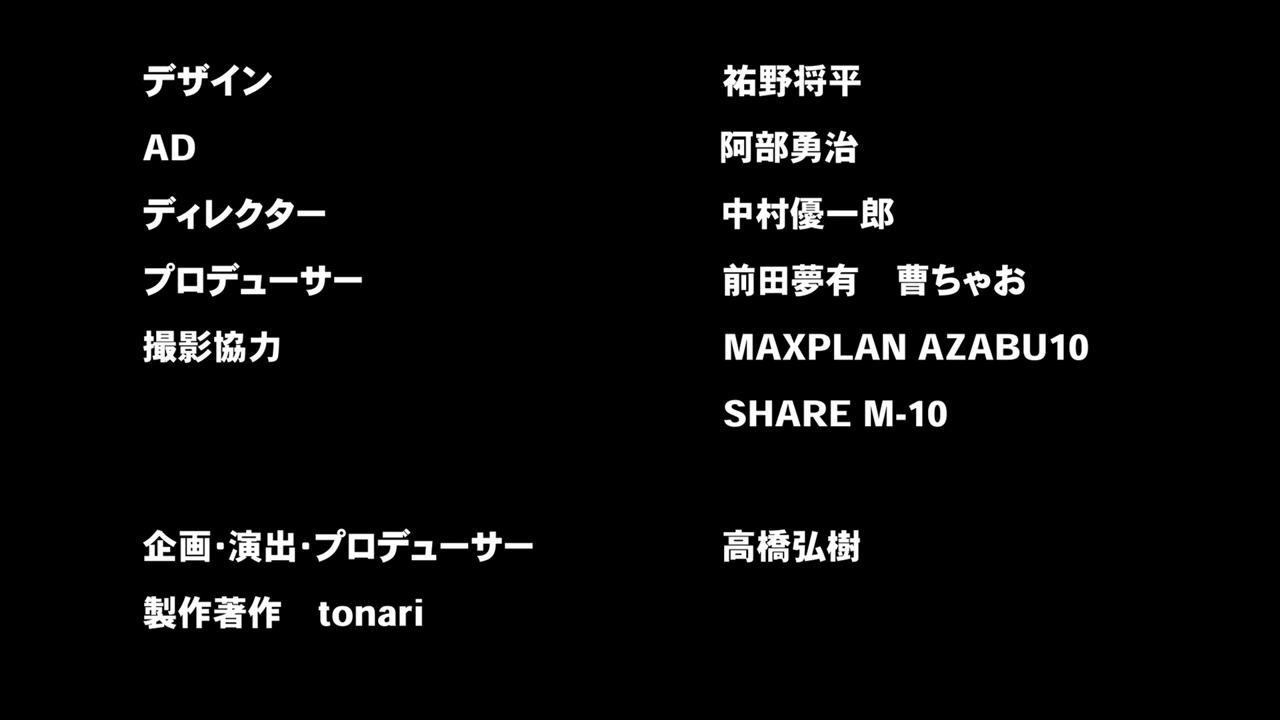 デザイン 祐野将平
AD 阿部勇治
ディレクター 中村優一郎
プロデューサー 前田夢有　曹ちゃお
撮影協力 MAXPLAN AZABU10
SHARE M-10
企画・演出・プロデューサー 高橋弘樹
製作著作　tonari